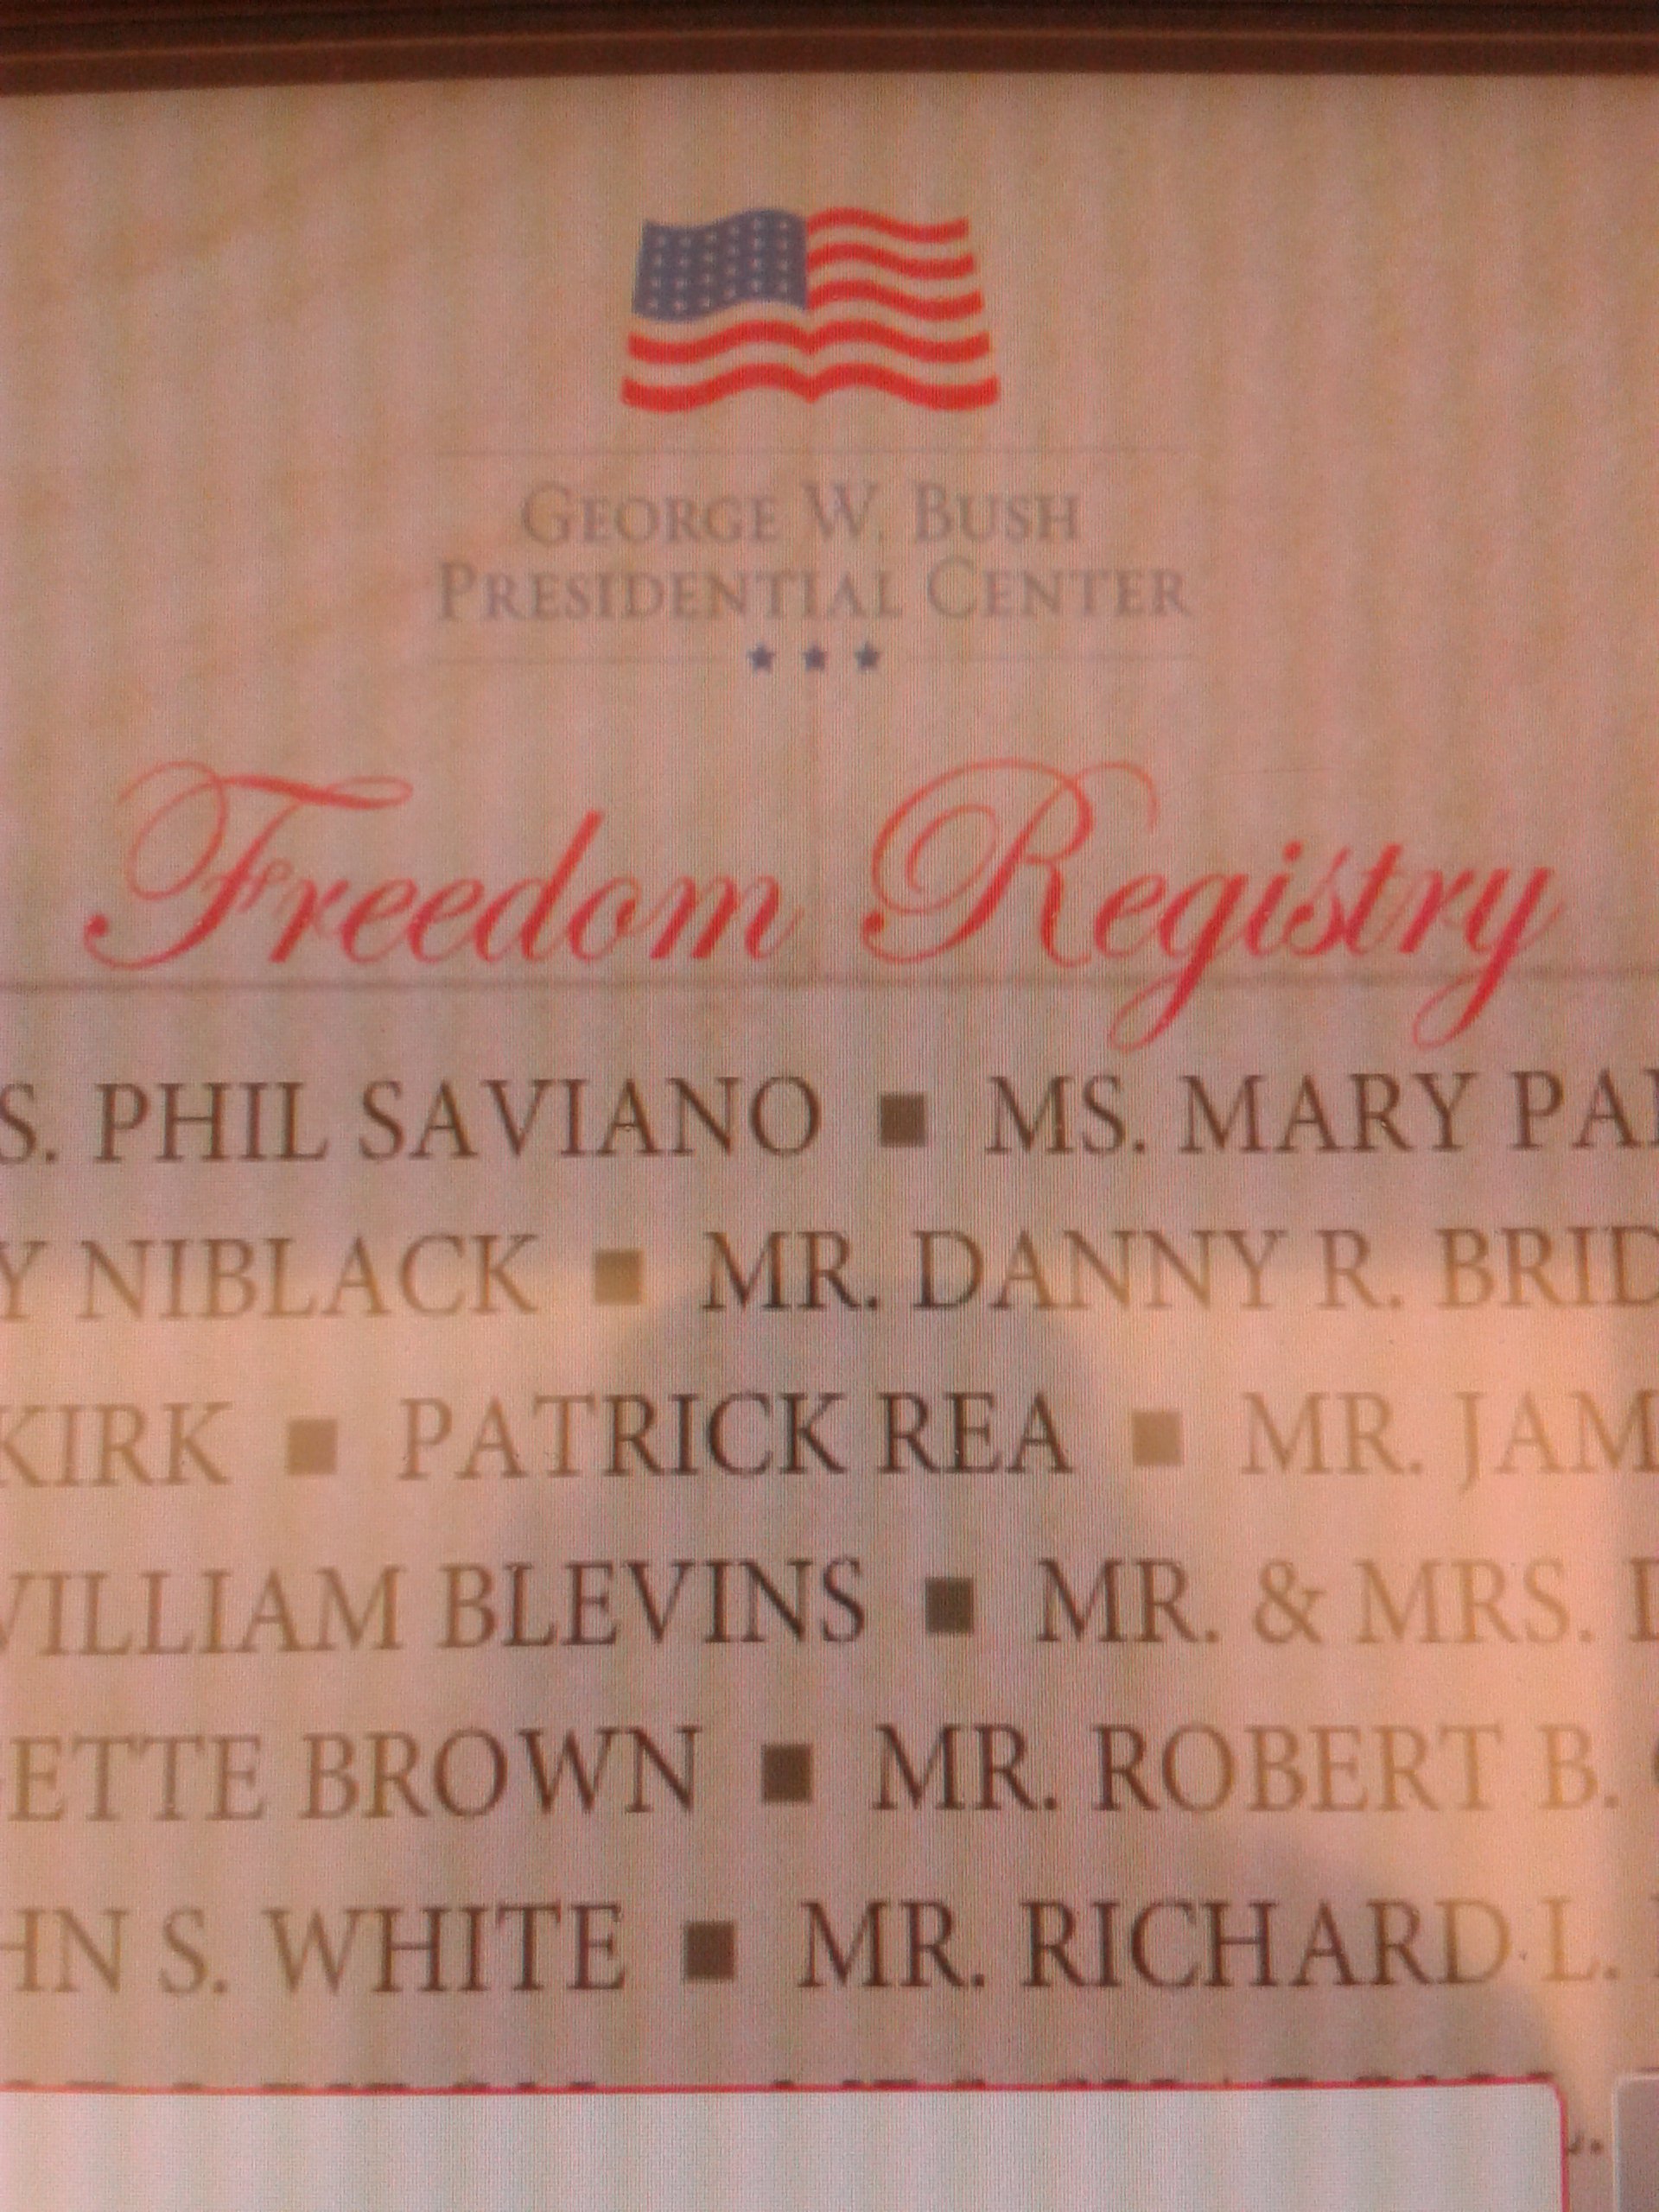 GEORGE W. BUSH
PRESIDENTIAL CENTER
Freedom Registry
S. PHIL SAVIANO ■ MS. MARY
Y NIBLACK ■ MR. DANNY R. BRID
KIRK ■ PATRICK REA ■ MR. JAM
WILLIAM BLEVINS ■ MR. & MRS.
ETTE BROWN ■ MR. ROBERT B.
HN S. WHITE ■ MR. RICHARD L.